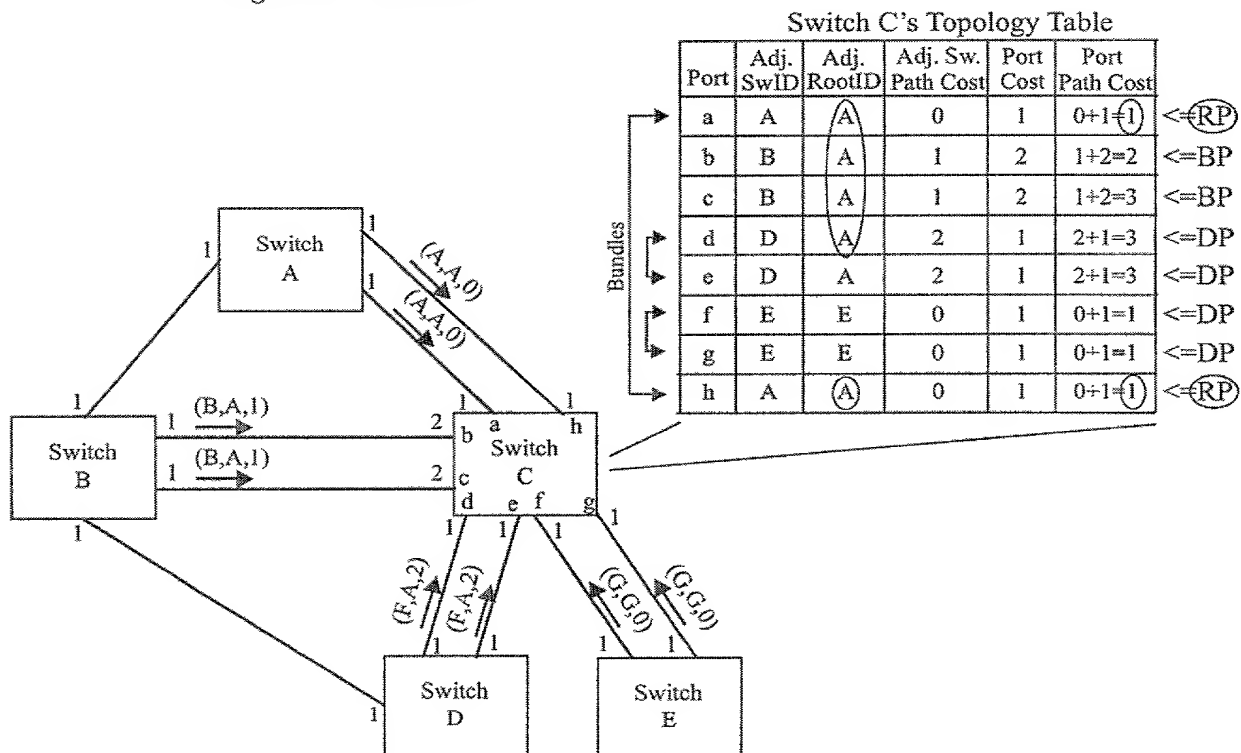 Switch C's Topology Table
Port Adj. SwID Adj. RootID Adj. Sw. Path Cost Port Cost Port Path Cost
a A A 0 1 0+1=1 <=RP
b B A 1 2 1+2=2 <=BP
c B A 1 2 1+2=3 <=BP
d D A 2 1 2+1=3 <=DP
e D A 2 1 2+1=3 <=DP
f E E 0 1 0+1=1 <=DP
g E E 0 1 0+1=1 <=DP
h A A 0 1 0+1=1 <=RP
Bundles
Switch
A
1
1
1
(A,A,0)
(A,A,0)
1
1
1
Switch
B
1
(B,A,1)
2
1
(B,A,1)
2
1
a
h
b
Switch
C
c
d
e
f
g
1
1
1
1
(F,A,2)
(F,A,2)
(G,G,0)
(G,G,0)
1
1
1
1
1
Switch
D
Switch
E